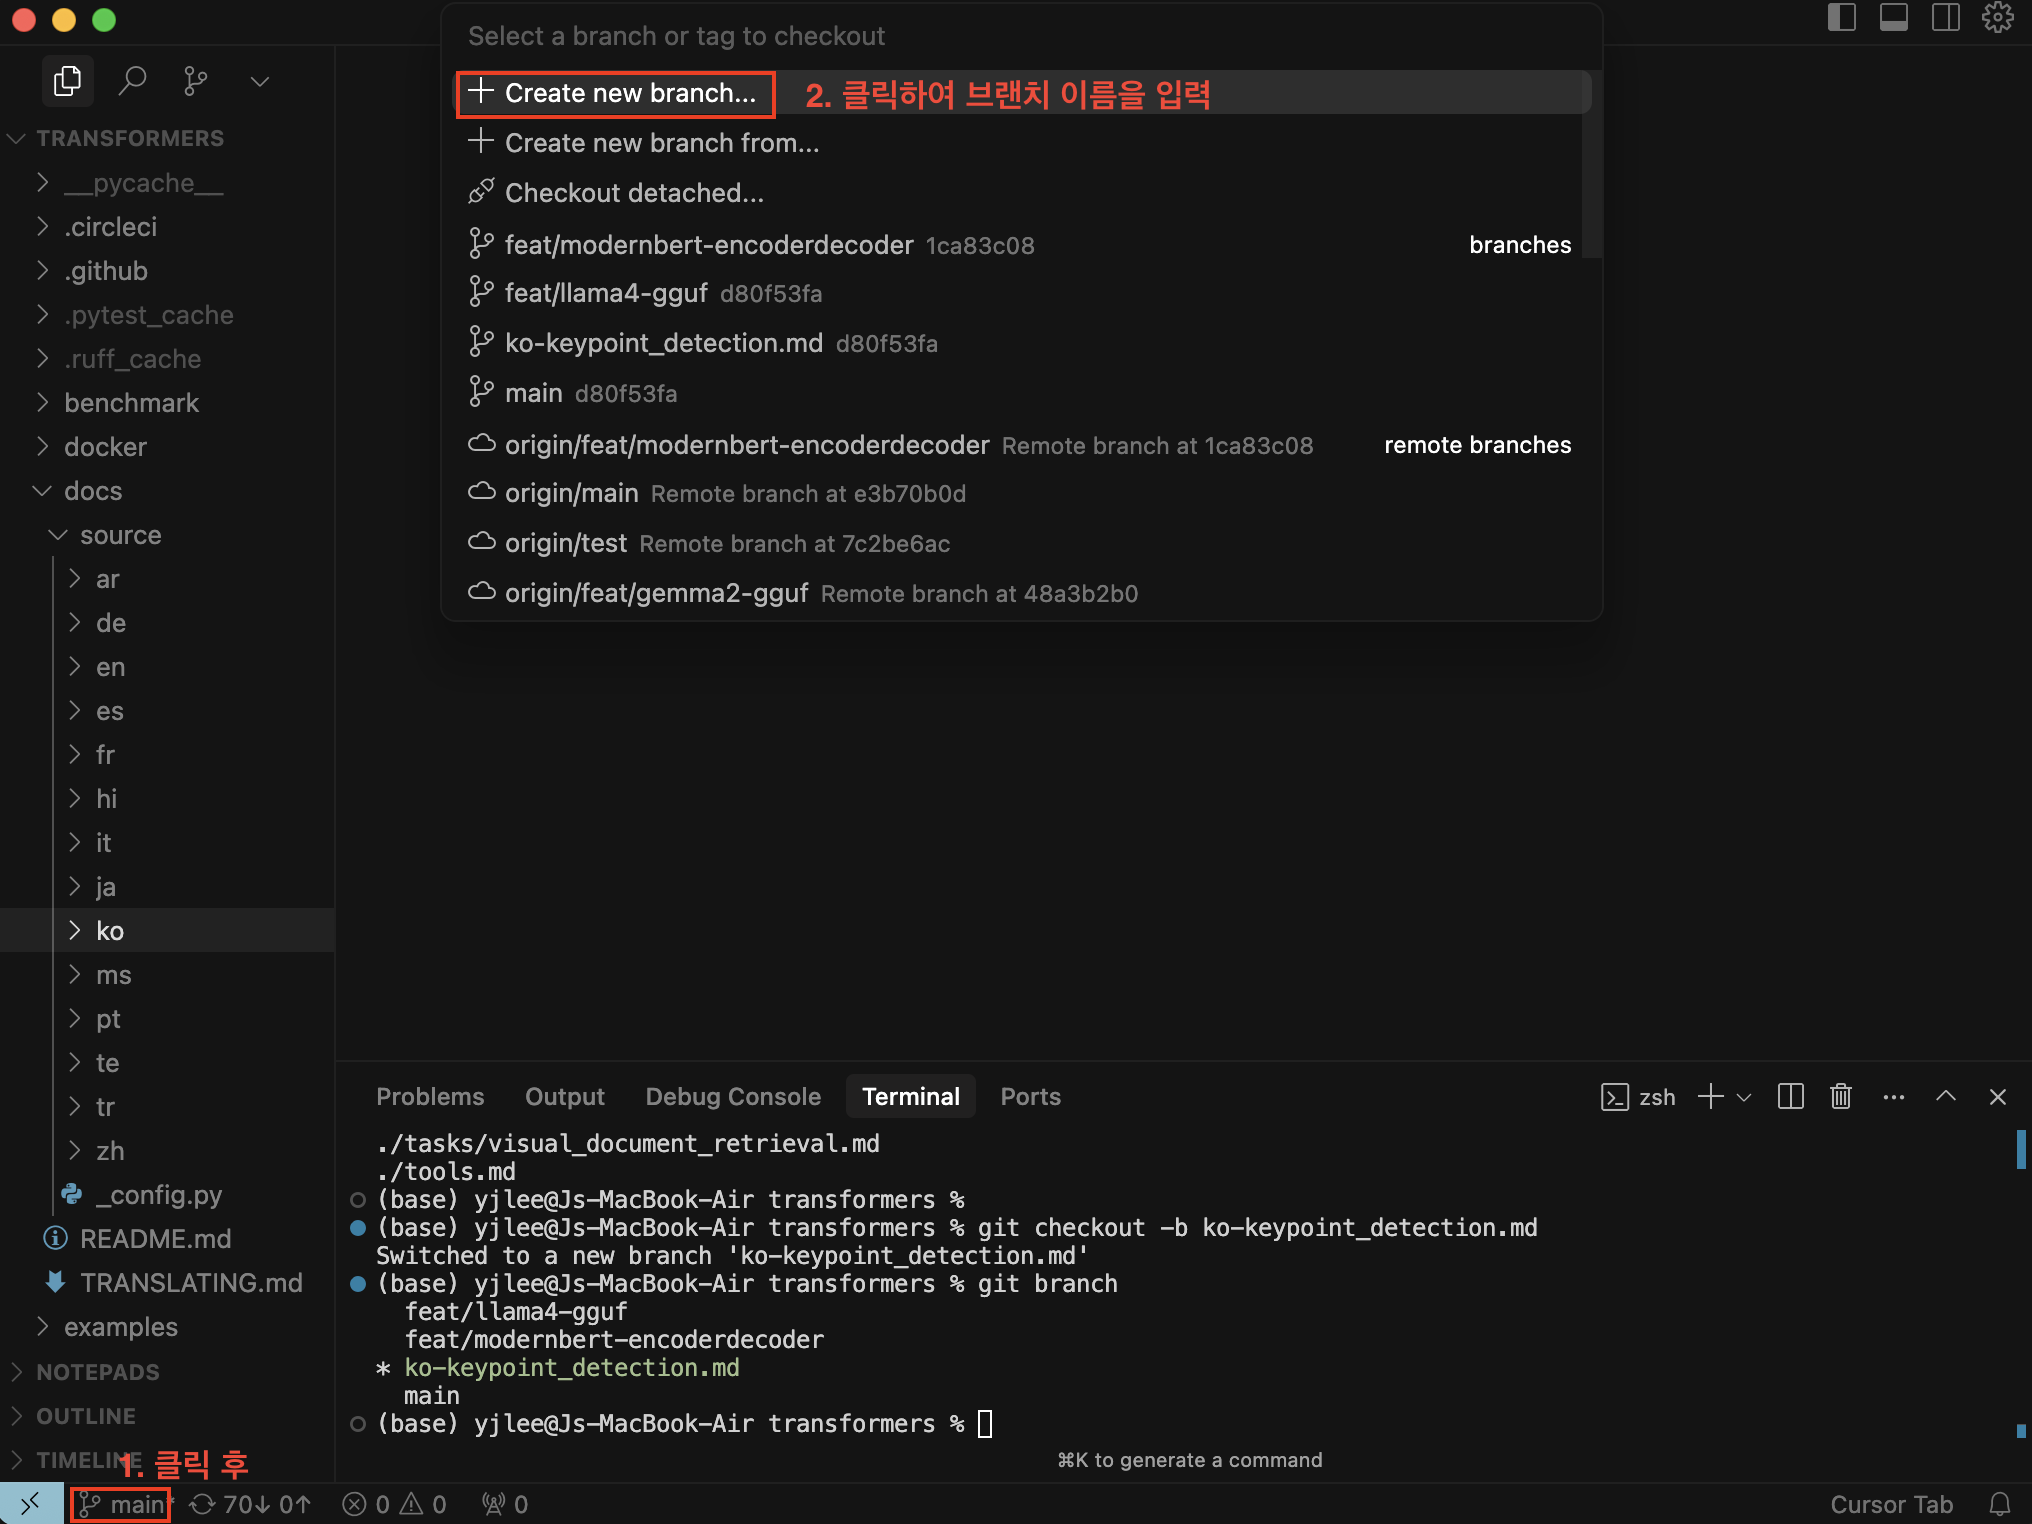 Select a branch or tag to checkout
Create new branch...
2. 클릭하여 브랜치 이름을 입력
Create new branch from...
Checkout detached...
feat/modernbert-encoderdecoder 1ca83c08 branches
feat/llama4-gguf d80f53fa
ko-keypoint_detection.md d80f53fa
main d80f53fa
origin/feat/modernbert-encoderdecoder Remote branch at 1ca83c08 remote branches
origin/main Remote branch at e3b70b0d
origin/test Remote branch at 7c2be6ac
origin/feat/gemma2-gguf Remote branch at 48a3b2b0
TRANSFORMERS
__pycache__
.circleci
.github
.pytest_cache
.ruff_cache
benchmark
docker
docs
source
ar
de
en
es
fr
hi
it
ja
ko
ms
pt
te
tr
zh
_config.py
README.md
TRANSLATING.md
examples
NOTEPADS
OUTLINE
TIMELINE
1. 클릭 후
Problems Output Debug Console Terminal Ports
zsh
./tasks/visual_document_retrieval.md
./tools.md
(base) yjlee@Js-MacBook-Air transformers %
(base) yjlee@Js-MacBook-Air transformers % git checkout -b ko-keypoint_detection.md
Switched to a new branch 'ko-keypoint_detection.md'
(base) yjlee@Js-MacBook-Air transformers % git branch
feat/llama4-gguf
feat/modernbert-encoderdecoder
* ko-keypoint_detection.md
main
(base) yjlee@Js-MacBook-Air transformers %
⌘K to generate a command
main* 70↓ 0↑ 0 0 0
Cursor Tab